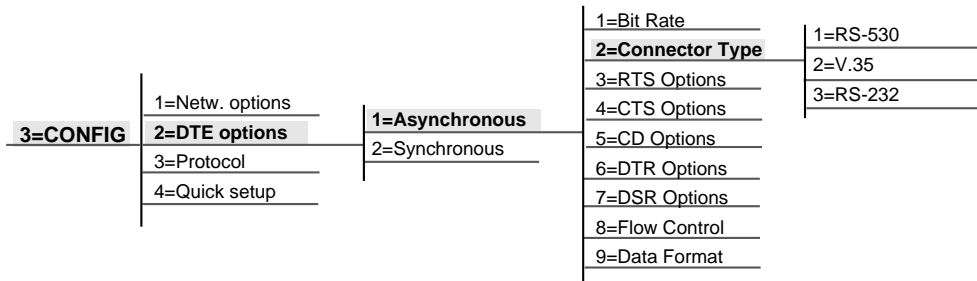 3=CONFIG
1=Netw. options
2=DTE options
3=Protocol
4=Quick setup
1=Asynchronous
2=Synchronous
1=Bit Rate
2=Connector Type
3=RTS Options
4=CTS Options
5=CD Options
6=DTR Options
7=DSR Options
8=Flow Control
9=Data Format
1=RS-530
2=V.35
3=RS-232